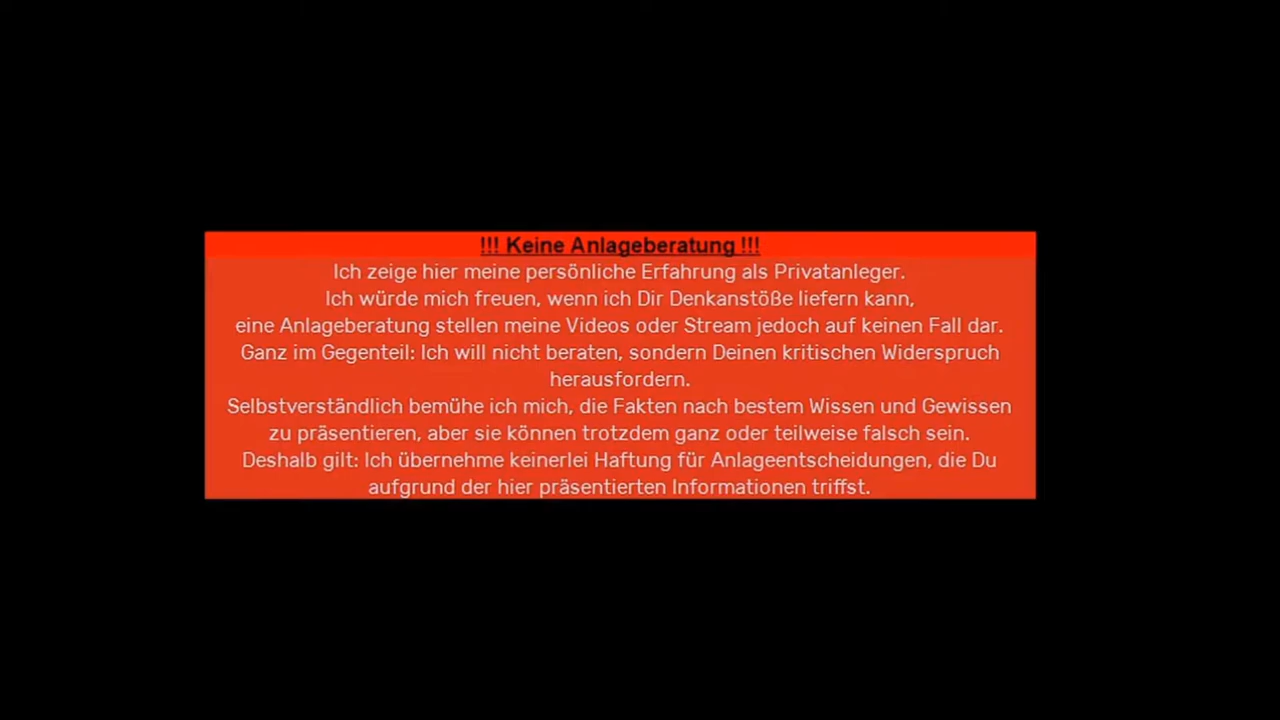 !!! Keine Anlageberatung !!!
Ich zeige hier meine persönliche Erfahrung als Privatanleger.
Ich würde mich freuen, wenn ich Dir Denkanstöße liefern kann,
eine Anlageberatung stellen meine Videos oder Stream jedoch auf keinen Fall dar.
Ganz im Gegenteil: Ich will nicht beraten, sondern Deinen kritischen Widerspruch
herausfordern.
Selbstverständlich bemühe ich mich, die Fakten nach bestem Wissen und Gewissen
zu präsentieren, aber sie können trotzdem ganz oder teilweise falsch sein.
Deshalb gilt: Ich übernehme keinerlei Haftung für Anlageentscheidungen, die Du
aufgrund der hier präsentierten Informationen triffst.